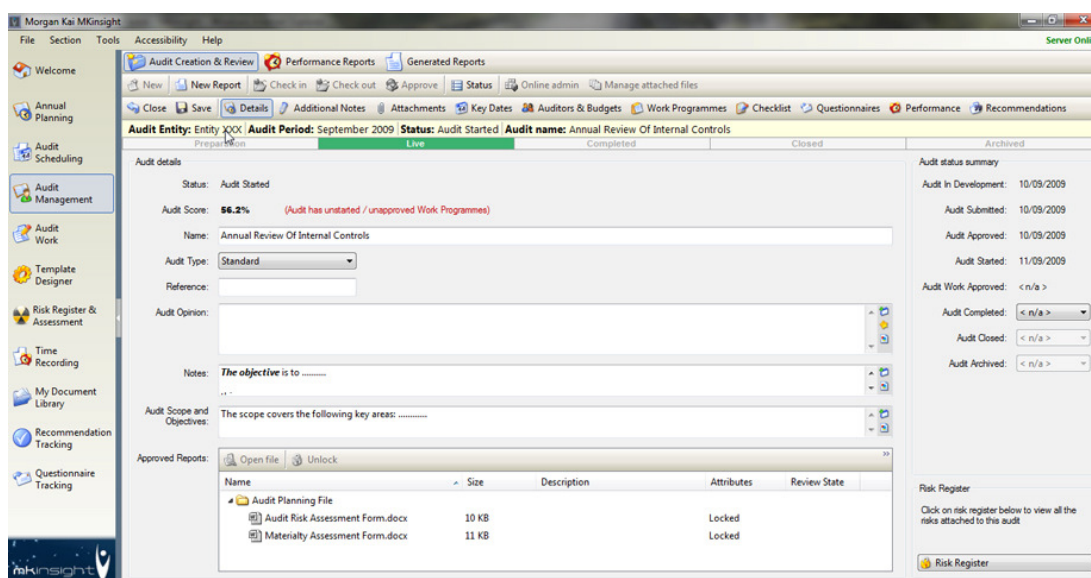 Morgan Kai MKinsight
File Section Tools Accessibility Help
Server Onli
Welcome
Annual Planning
Audit Scheduling
Audit Management
Audit Work
Template Designer
Risk Register & Assessment
Time Recording
My Document Library
Recommendation Tracking
Questionnaire Tracking
mkinsight
Audit Creation & Review Performance Reports Generated Reports
New New Report Check in Check out Approve Status Online admin Manage attached files
Close Save Details Additional Notes Attachments Key Dates Auditors & Budgets Work Programmes Checklist Questionnaires Performance Recommendations
Audit Entity: Entity XXX Audit Period: September 2009 Status: Audit Started Audit name: Annual Review Of Internal Controls
Preparation Live Completed Closed Archived
Audit details
Status: Audit Started
Audit Score: 56.2% (Audit has unstarted / unapproved Work Programmes)
Name: Annual Review Of Internal Controls
Audit Type: Standard
Reference:
Audit Opinion:
Notes: The objective is to ..........
Audit Scope and Objectives: The scope covers the following key areas: ............
Approved Reports: Open file Unlock
Name Size Description Attributes Review State
Audit Planning File
Audit Risk Assessment Form.docx 10 KB Locked
Materialty Assessment Form.docx 11 KB Locked
Audit status summary
Audit In Development: 10/09/2009
Audit Submitted: 10/09/2009
Audit Approved: 10/09/2009
Audit Started: 11/09/2009
Audit Work Approved: < n/a >
Audit Completed: < n/a >
Audit Closed: < n/a >
Audit Archived: < n/a >
Risk Register
Click on risk register below to view all the
risks attached to this audit
Risk Register